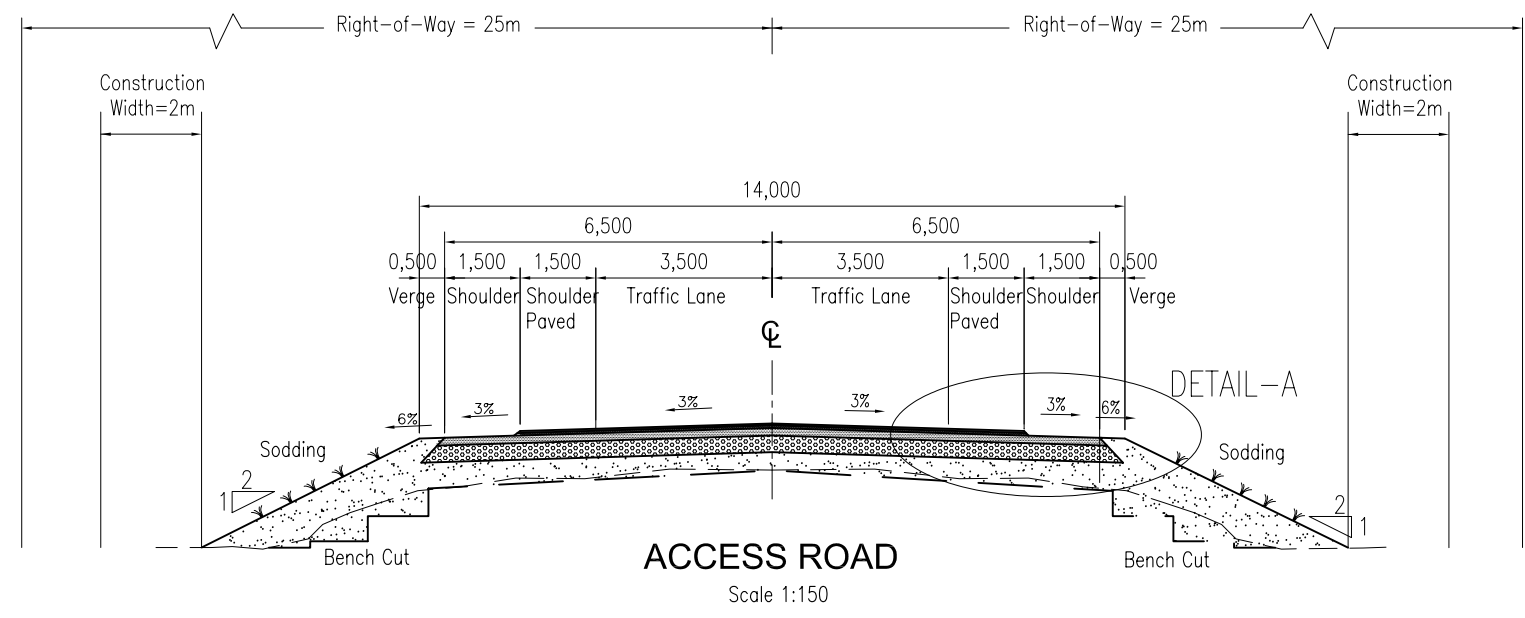 Right-of-Way = 25m Right-of-Way = 25m
Construction
Width=2m
Construction
Width=2m
14,000
6,500 6,500
0,500 1,500 1,500 3,500 3,500 1,500 1,500 0,500
Verge Shoulder Shoulder Traffic Lane Traffic Lane Shoulder Shoulder Verge
Paved Paved
℄
DETAIL-A
6% 3% 3% 3% 3% 6%
Sodding Sodding
2
1
2
1
Bench Cut Bench Cut
ACCESS ROAD
Scale 1:150